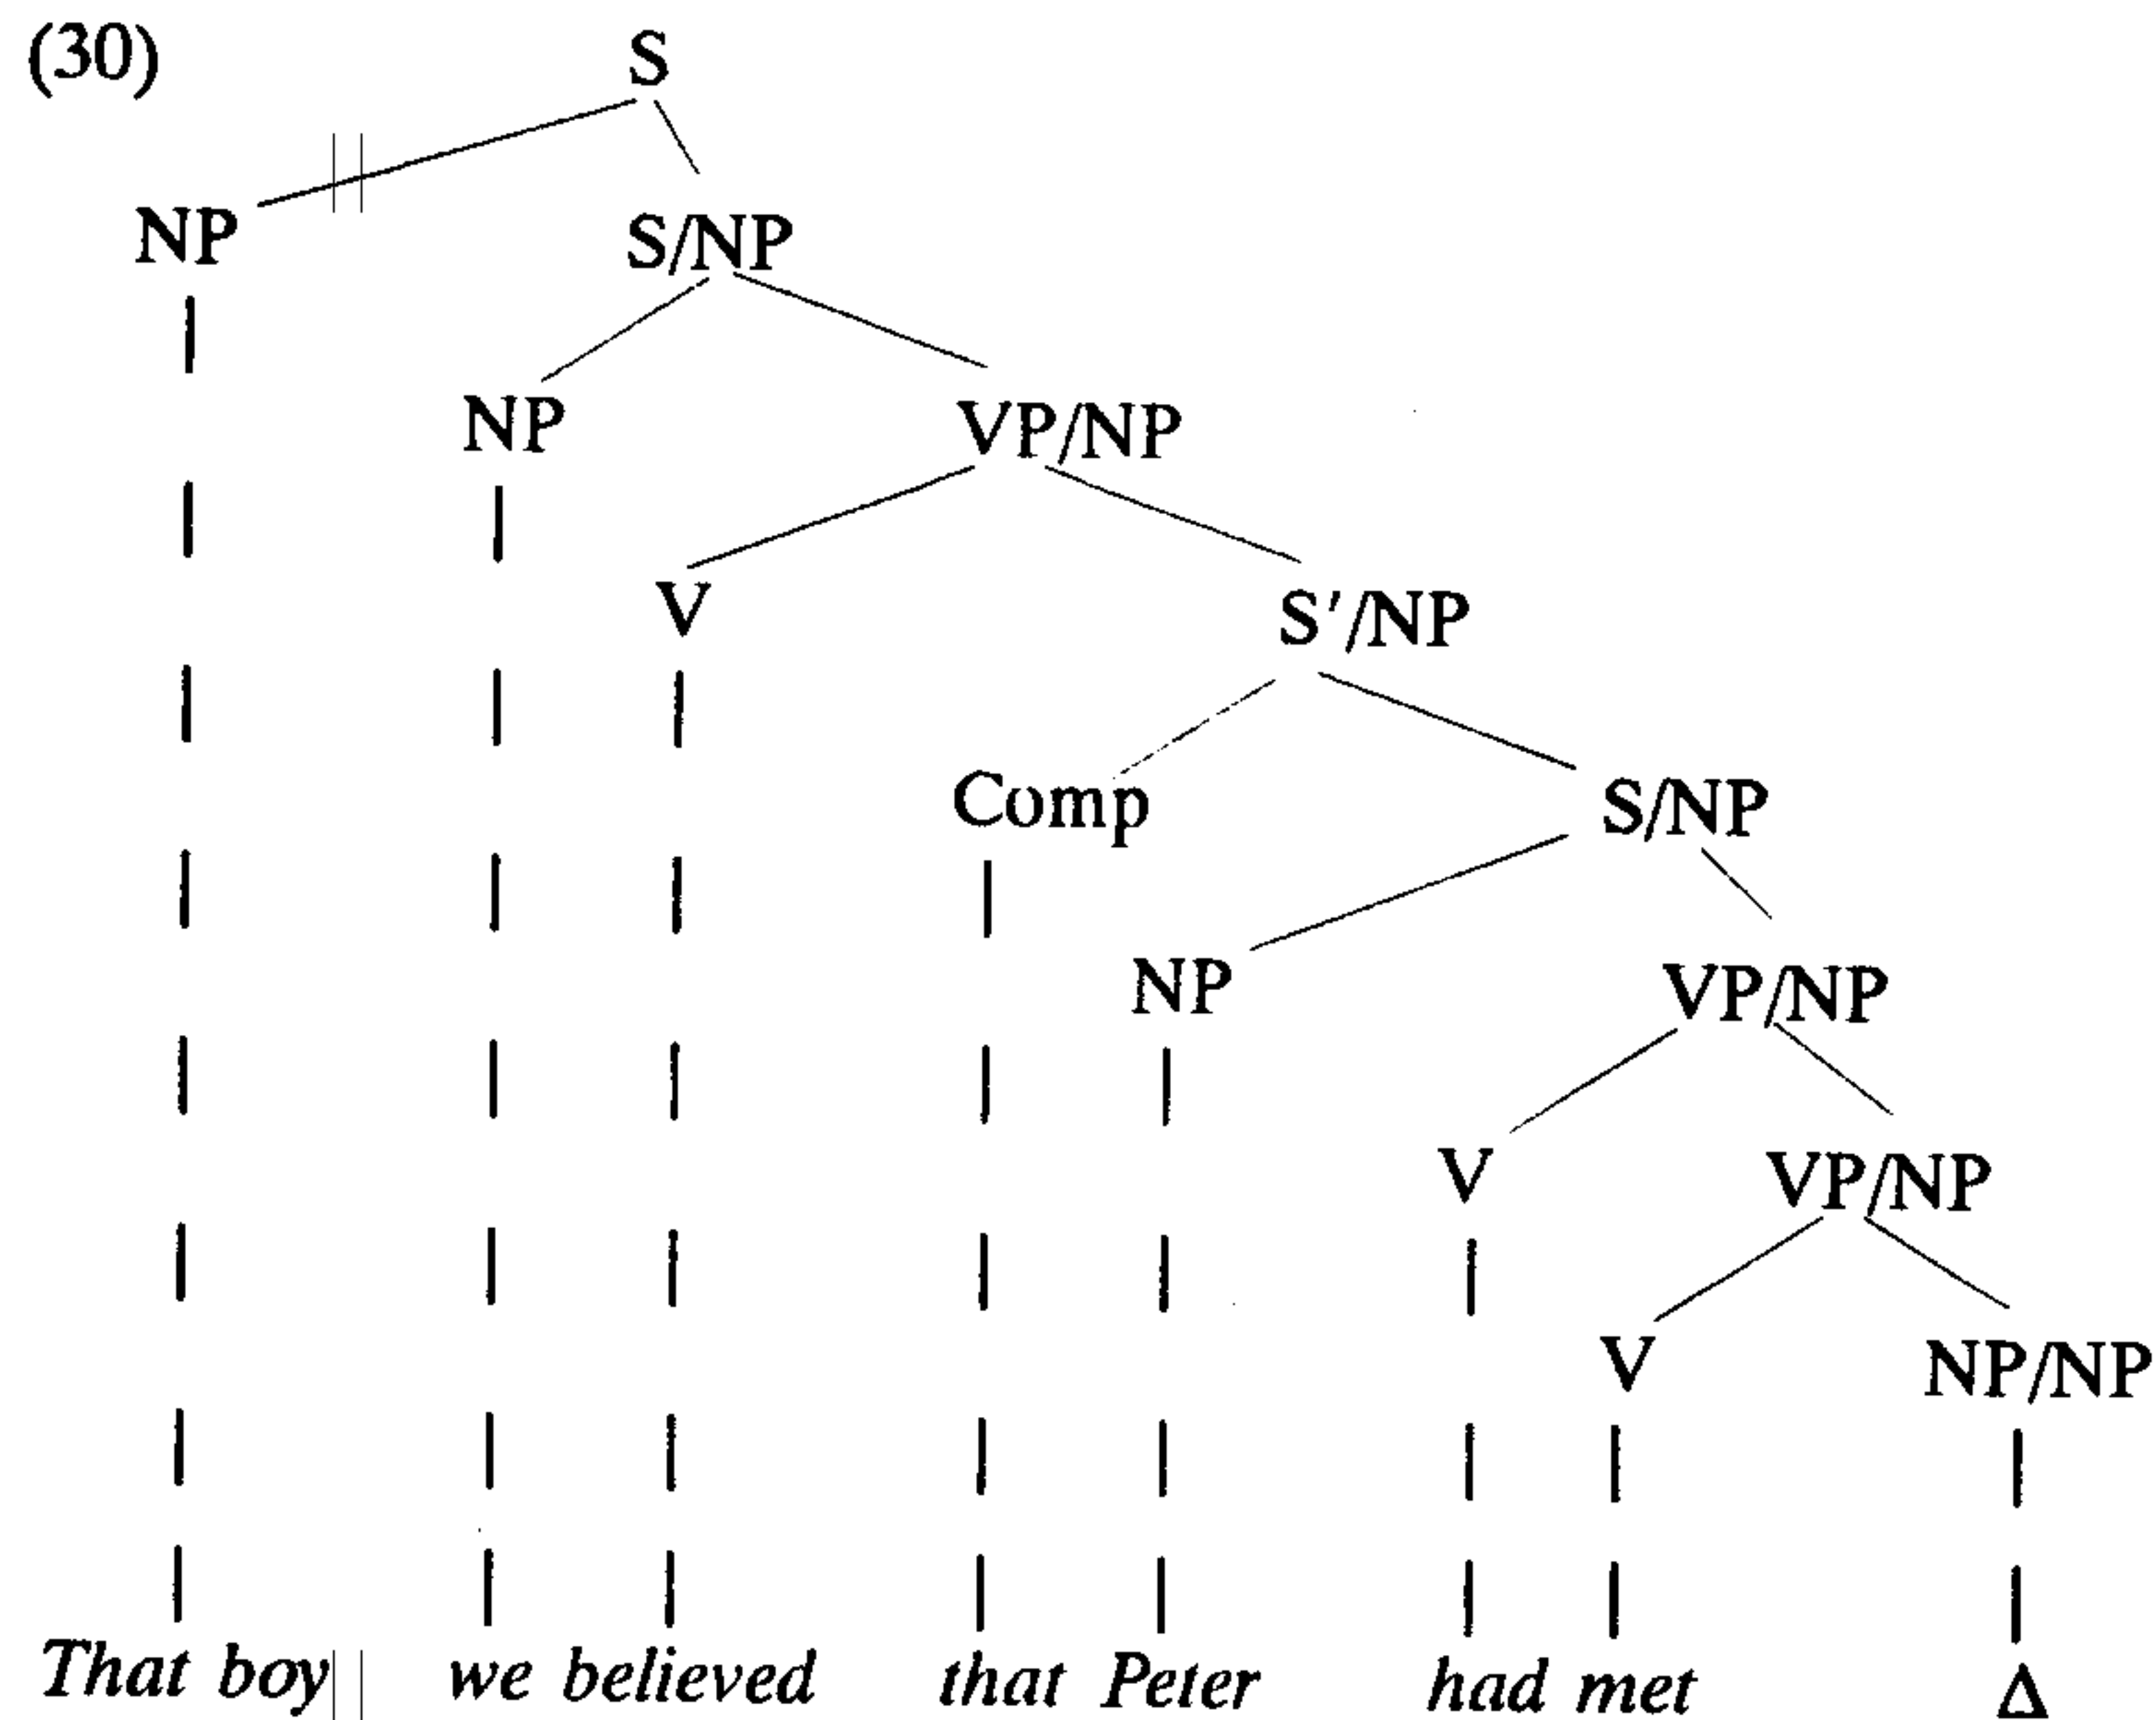 (30) S
NP S/NP
NP VP/NP
V S′/NP
Comp S/NP
NP VP/NP
V VP/NP
V NP/NP
That boy we believed that Peter had met Δ